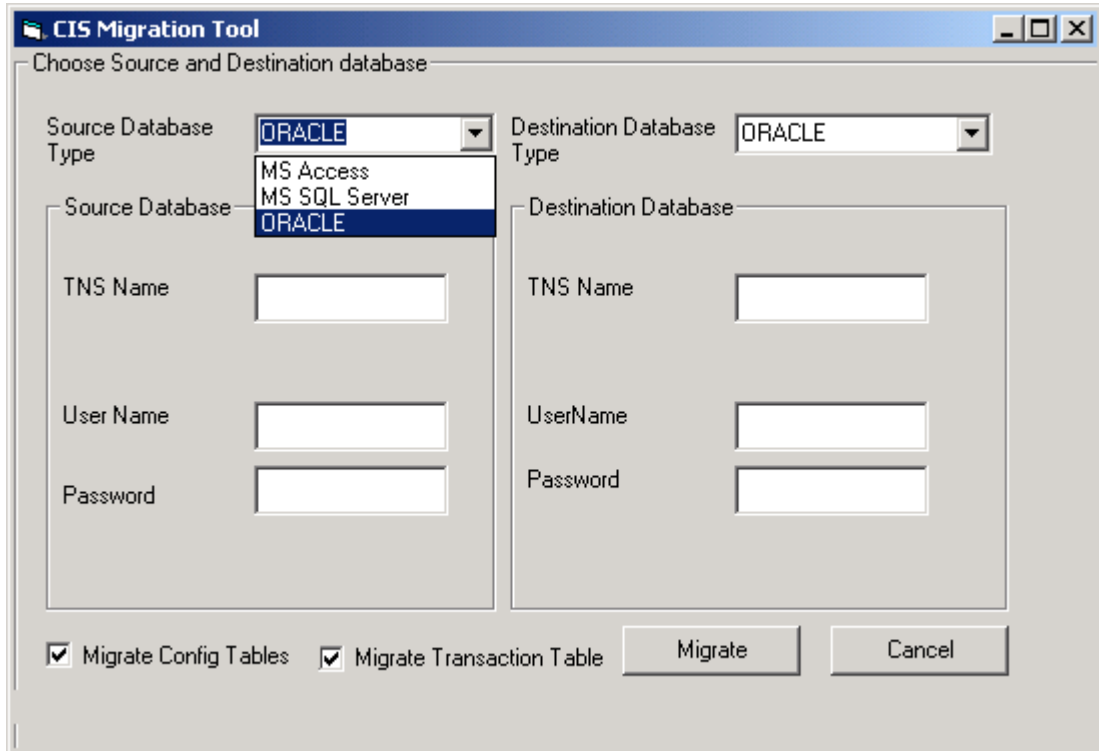 CIS Migration Tool
Choose Source and Destination database
Source Database
Type
ORACLE
MS Access
MS SQL Server
ORACLE
Destination Database
Type
ORACLE
Source Database
TNS Name
User Name
Password
Destination Database
TNS Name
UserName
Password
Migrate Config Tables
Migrate Transaction Table
Migrate
Cancel